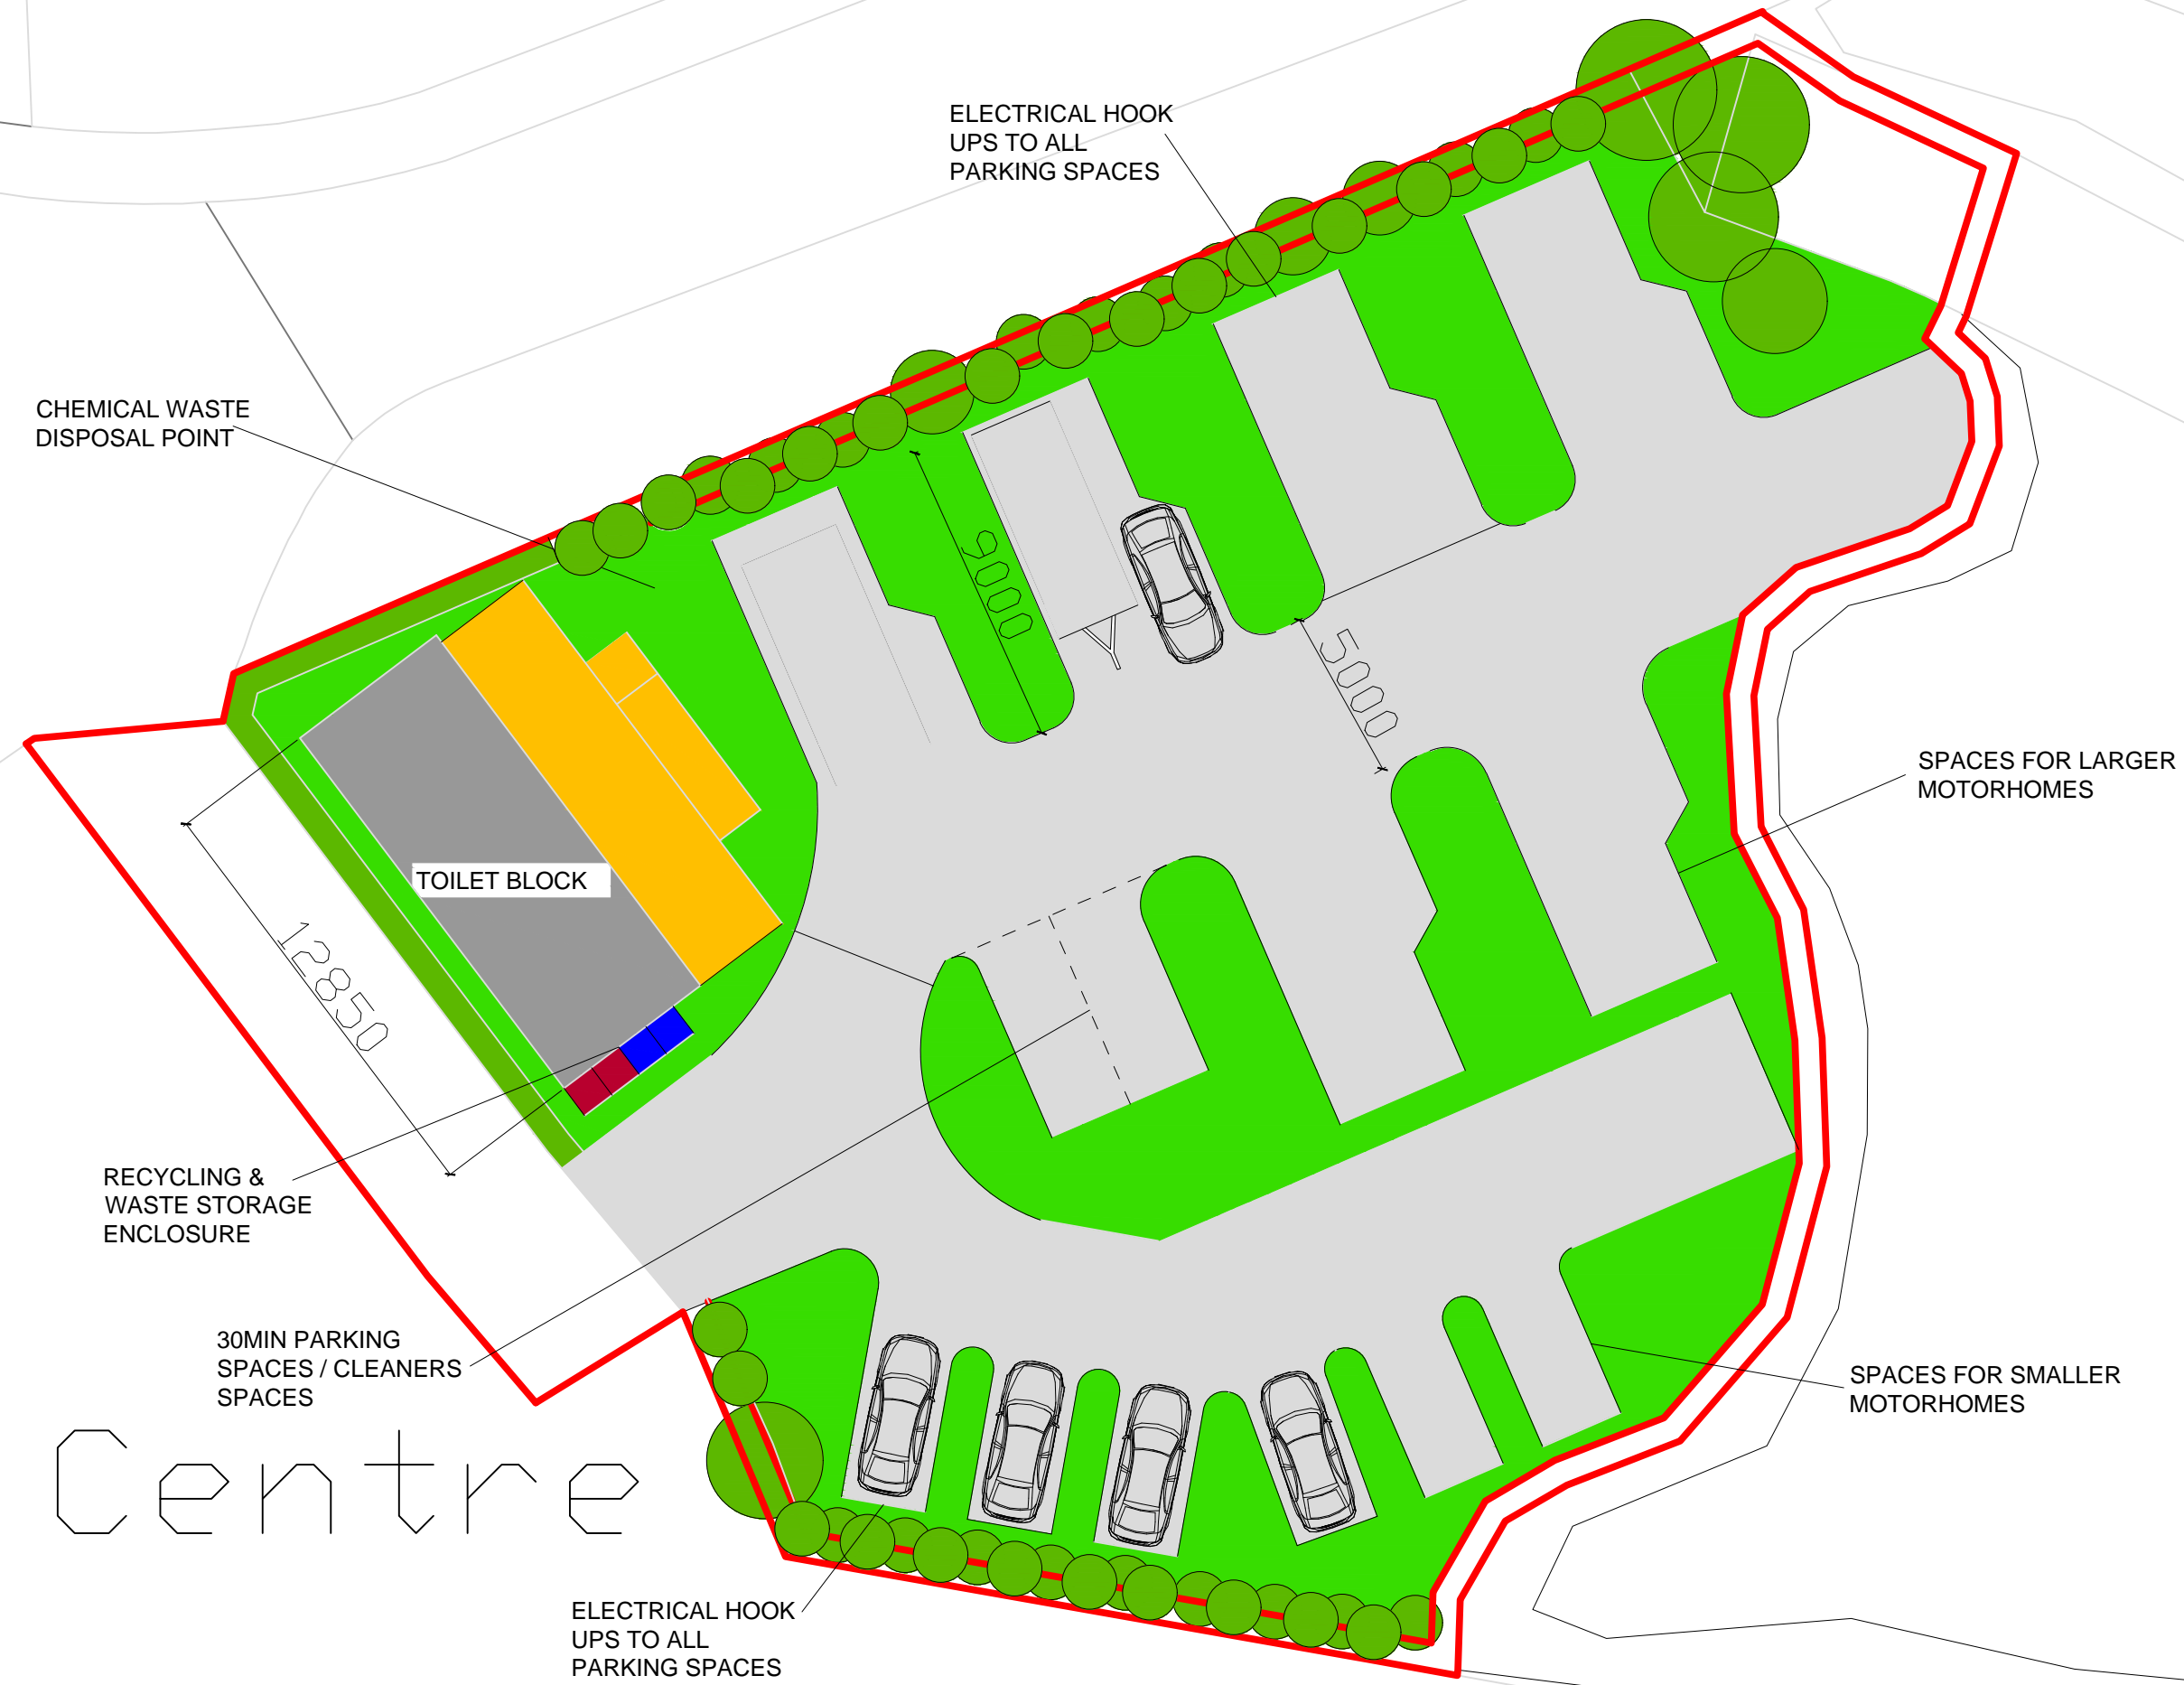 ELECTRICAL HOOK
UPS TO ALL
PARKING SPACES
CHEMICAL WASTE
DISPOSAL POINT
9000
5000
SPACES FOR LARGER
MOTORHOMES
TOILET BLOCK
12850
RECYCLING &
WASTE STORAGE
ENCLOSURE
30MIN PARKING
SPACES / CLEANERS
SPACES
SPACES FOR SMALLER
MOTORHOMES
Centre
ELECTRICAL HOOK
UPS TO ALL
PARKING SPACES